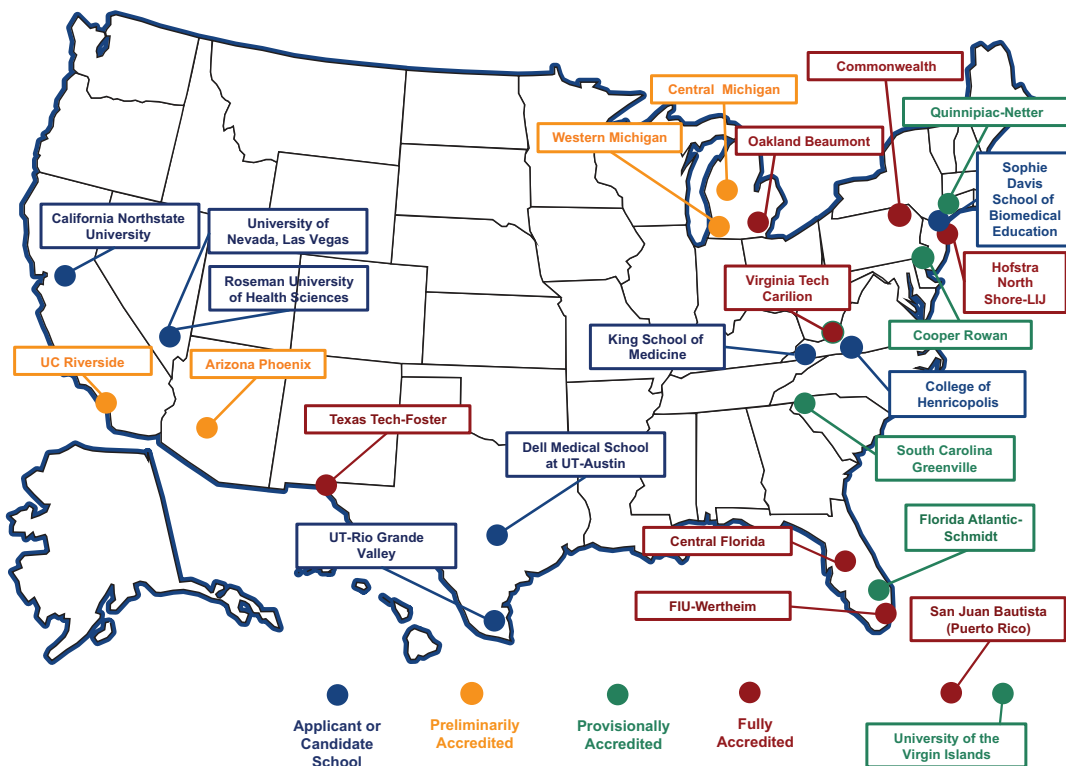 Commonwealth
Central Michigan
Quinnipiac-Netter
Western Michigan
Oakland Beaumont
Sophie
Davis
School of
Biomedical
Education
California Northstate
University
University of
Nevada, Las Vegas
Roseman University
of Health Sciences
Virginia Tech
Carilion
Hofstra
North
Shore-LIJ
King School of
Medicine
Cooper Rowan
UC Riverside
Arizona Phoenix
College of
Henricopolis
Texas Tech-Foster
Dell Medical School
at UT-Austin
South Carolina
Greenville
UT-Rio Grande
Valley
Central Florida
Florida Atlantic-
Schmidt
FIU-Wertheim
San Juan Bautista
(Puerto Rico)
Applicant or
Candidate
School
Preliminarily
Accredited
Provisionally
Accredited
Fully
Accredited
University of the
Virgin Islands